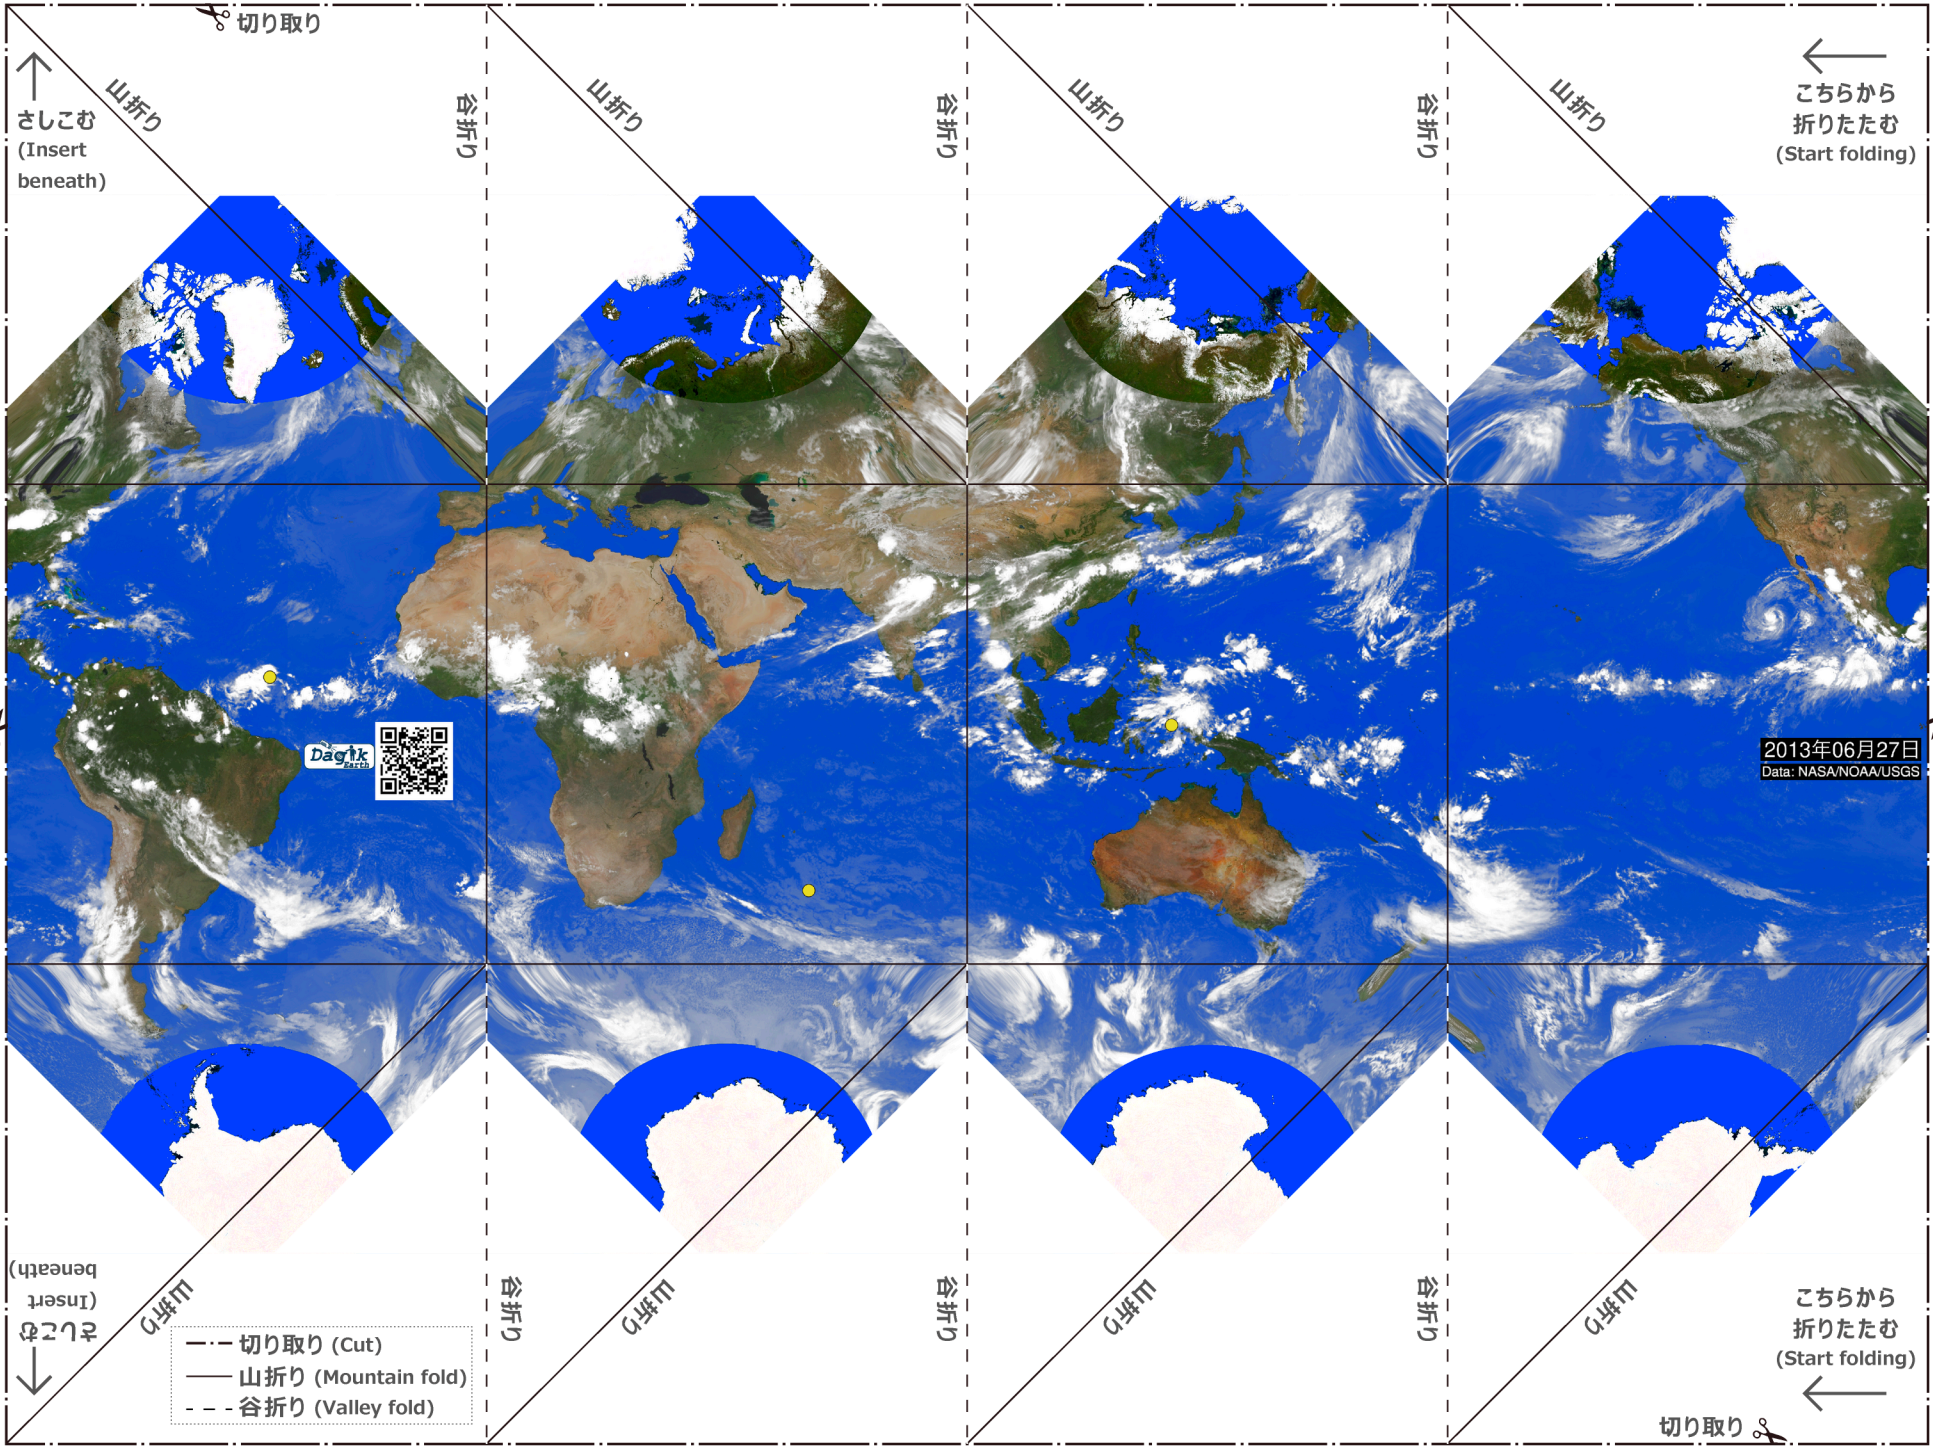 切り取り
さしこむ
(Insert
beneath)
山折り
谷折り
山折り
谷折り
山折り
谷折り
山折り
こちらから
折りたたむ
(Start folding)
Dagik
Earth
2013年06月27日
Data: NASA/NOAA/USGS
さしこむ
(Insert
beneath)
山折り
谷折り
山折り
谷折り
山折り
谷折り
山折り
こちらから
折りたたむ
(Start folding)
切り取り (Cut)
山折り (Mountain fold)
谷折り (Valley fold)
切り取り